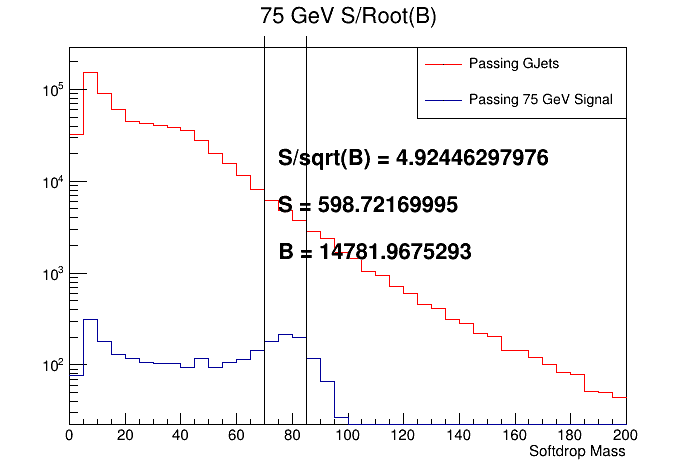 75 GeV S/Root(B)
Passing GJets
Passing 75 GeV Signal
10^5
S/sqrt(B) = 4.92446297976
10^4
S = 598.72169995
B = 14781.9675293
10^3
10^2
0 20 40 60 80 100 120 140 160 180 200
Softdrop Mass